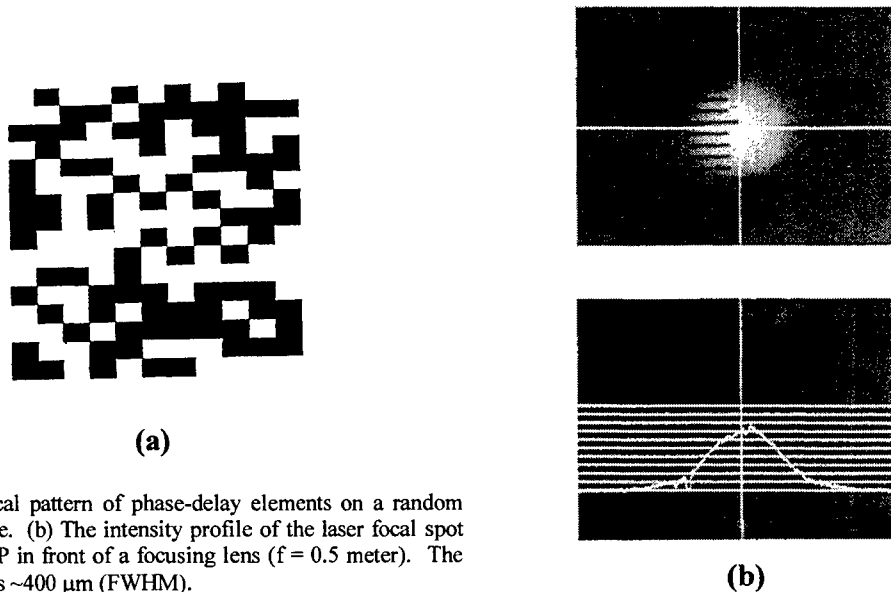 (a)
cal pattern of phase-delay elements on a random
e. (b) The intensity profile of the laser focal spot
P in front of a focusing lens (f = 0.5 meter). The
s ~400 μm (FWHM).
(b)